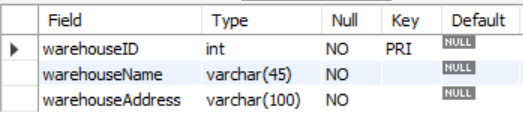 Field Type Null Key Default
warehouseID int NO PRI NULL
warehouseName varchar(45) NO NULL
warehouseAddress varchar(100) NO NULL